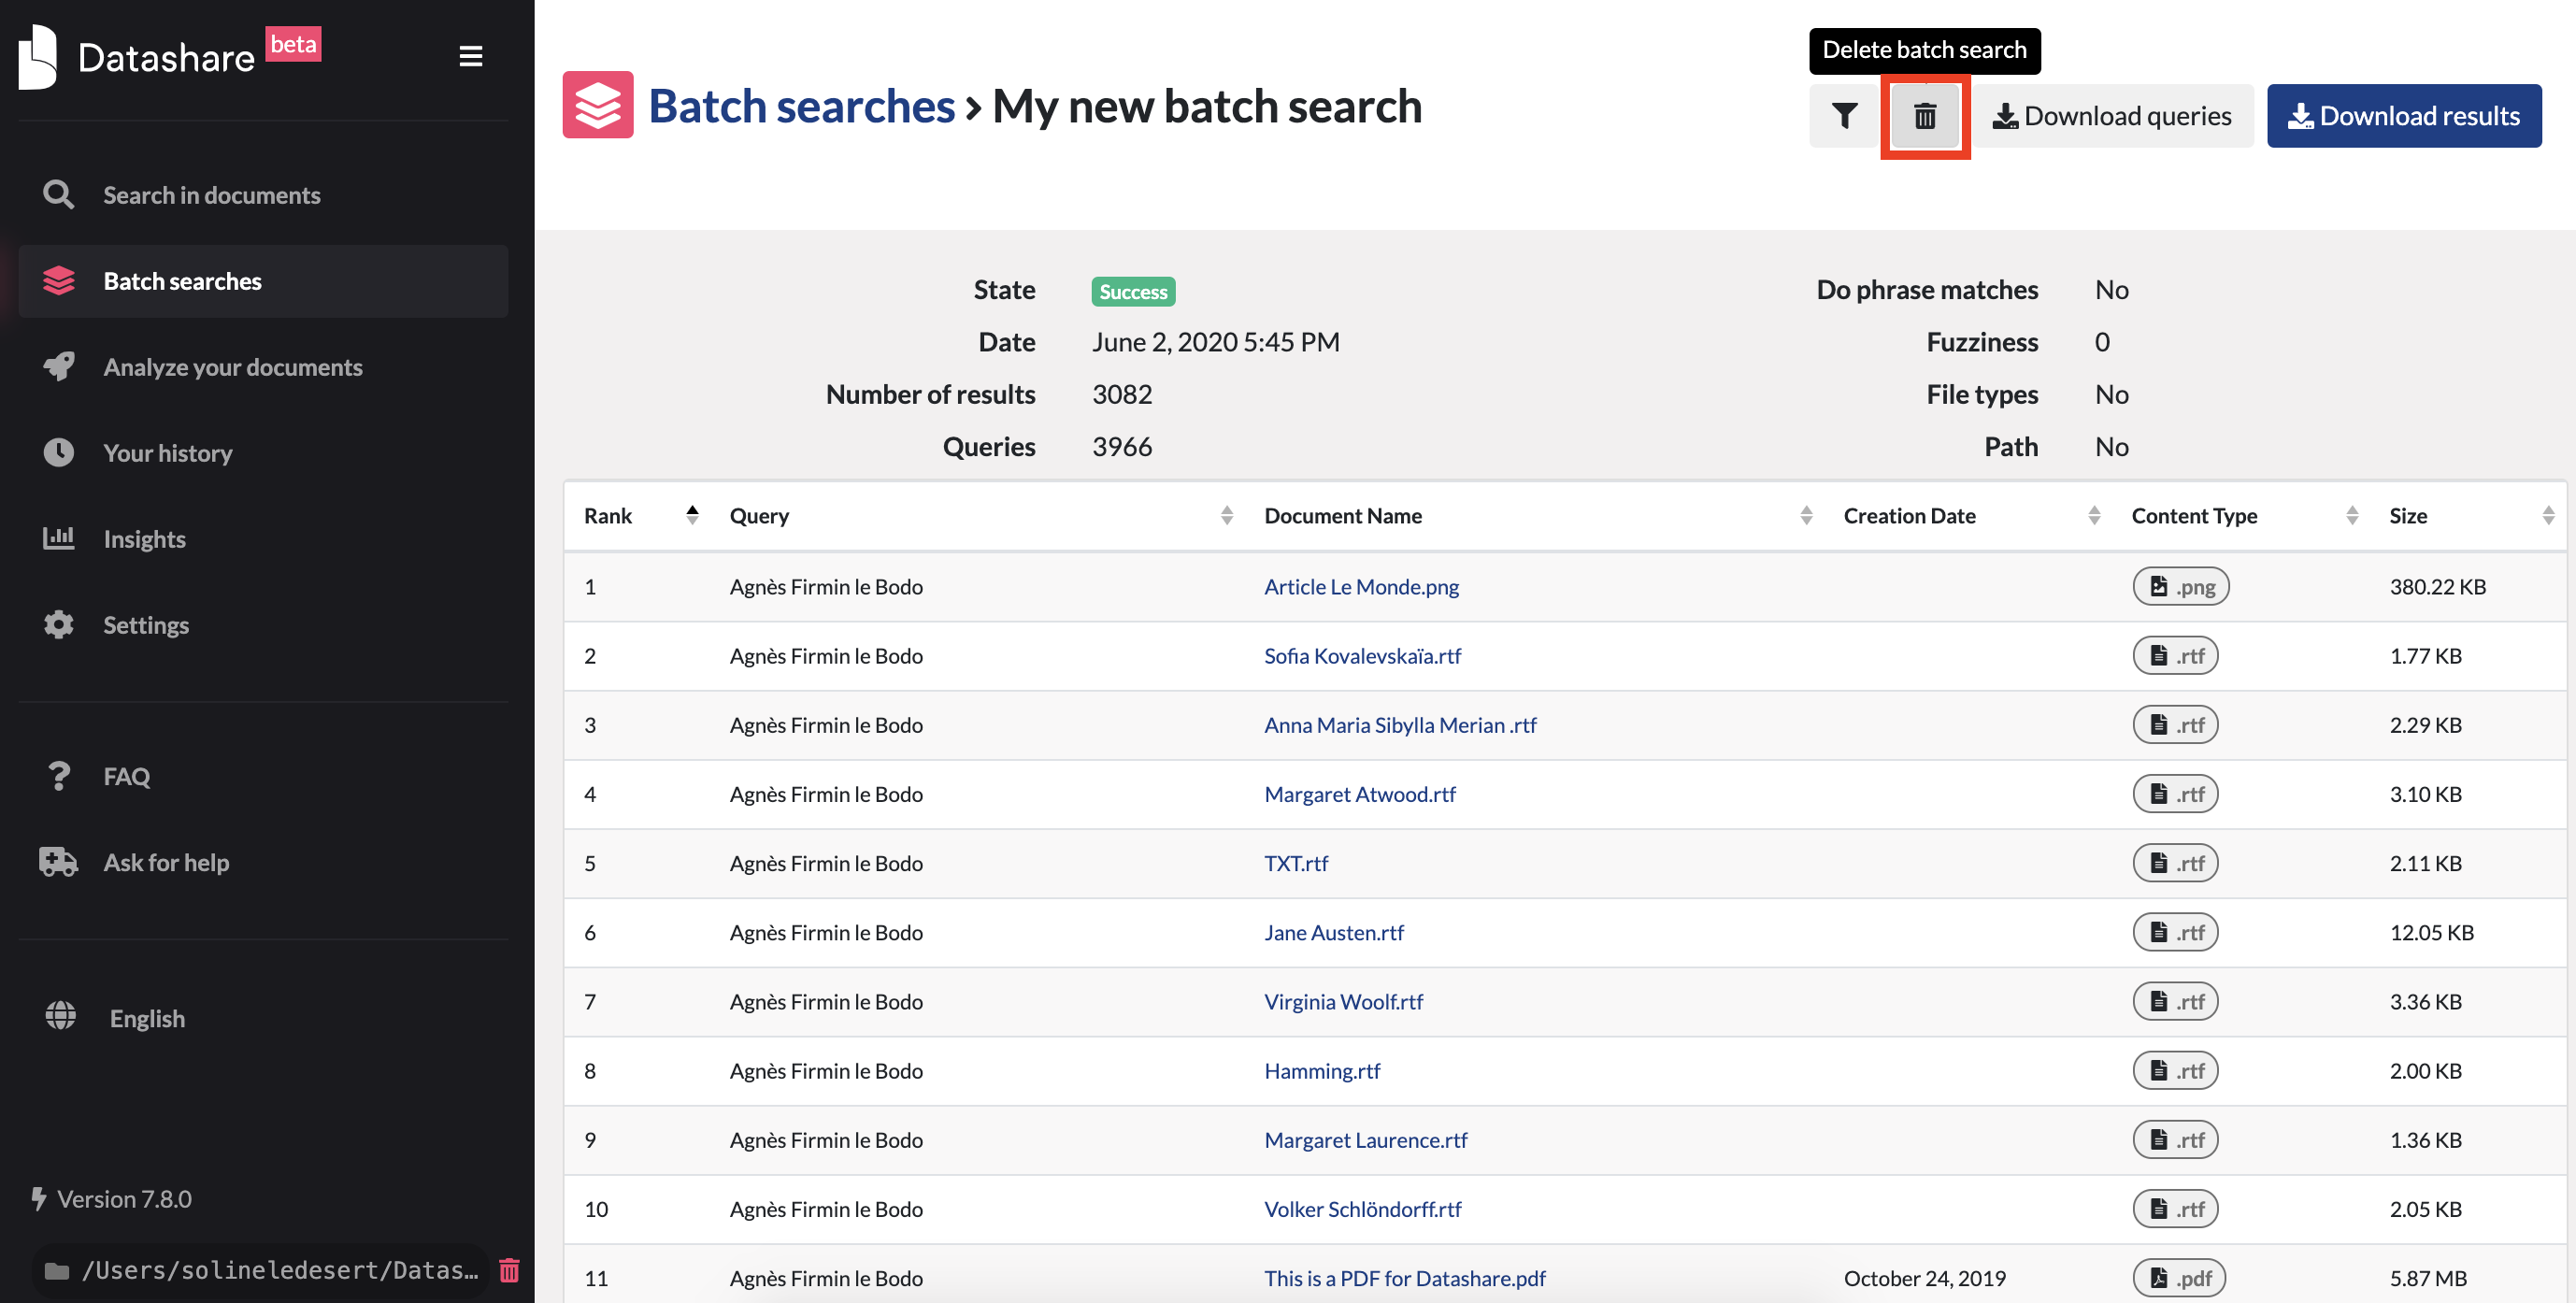 Datashare beta
Search in documents
Batch searches
Analyze your documents
Your history
Insights
Settings
FAQ
Ask for help
English
Version 7.8.0
/Users/solineledesert/Datas…
Delete batch search
Batch searches › My new batch search
Download queries
Download results
State Success
Date June 2, 2020 5:45 PM
Number of results 3082
Queries 3966
Do phrase matches No
Fuzziness 0
File types No
Path No
Rank Query Document Name Creation Date Content Type Size
1 Agnès Firmin le Bodo Article Le Monde.png .png 380.22 KB
2 Agnès Firmin le Bodo Sofia Kovalevskaïa.rtf .rtf 1.77 KB
3 Agnès Firmin le Bodo Anna Maria Sibylla Merian .rtf .rtf 2.29 KB
4 Agnès Firmin le Bodo Margaret Atwood.rtf .rtf 3.10 KB
5 Agnès Firmin le Bodo TXT.rtf .rtf 2.11 KB
6 Agnès Firmin le Bodo Jane Austen.rtf .rtf 12.05 KB
7 Agnès Firmin le Bodo Virginia Woolf.rtf .rtf 3.36 KB
8 Agnès Firmin le Bodo Hamming.rtf .rtf 2.00 KB
9 Agnès Firmin le Bodo Margaret Laurence.rtf .rtf 1.36 KB
10 Agnès Firmin le Bodo Volker Schlöndorff.rtf .rtf 2.05 KB
11 Agnès Firmin le Bodo This is a PDF for Datashare.pdf October 24, 2019 .pdf 5.87 MB